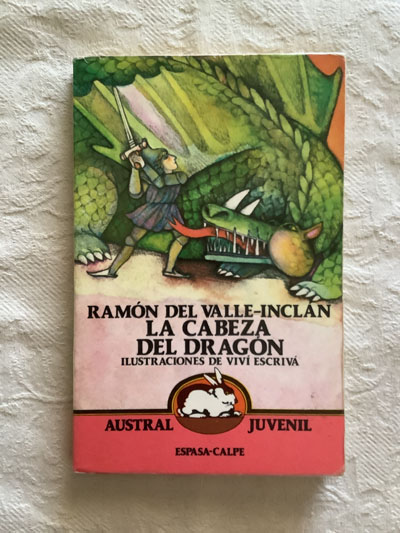 RAMÓN DEL VALLE-INCLÁN
LA CABEZA
DEL DRAGÓN
ILUSTRACIONES DE VIVÍ ESCRIVÁ
AUSTRAL JUVENIL
ESPASA-CALPE